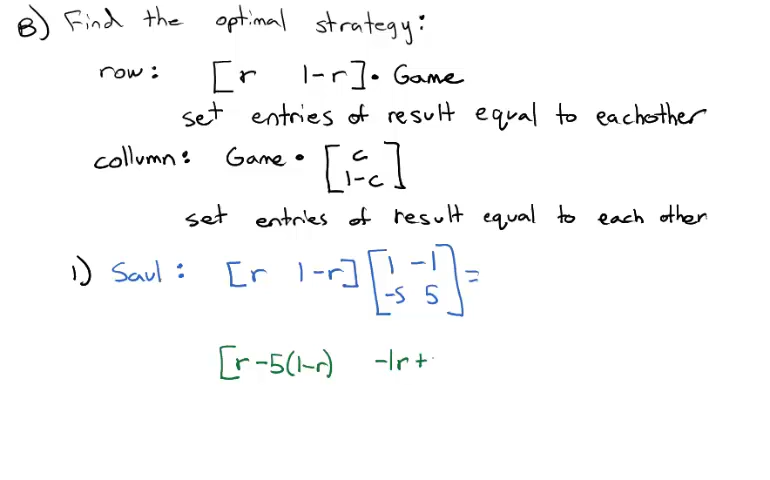 B) Find the optimal strategy:
row: [r 1-r]• Game
set entries of result equal to eachother
collumn: Game • [c
1-c]
set entries of result equal to each other
1) Saul: [r 1-r] [1 -1
-5 5] =
[r -5(1-r) -1r +